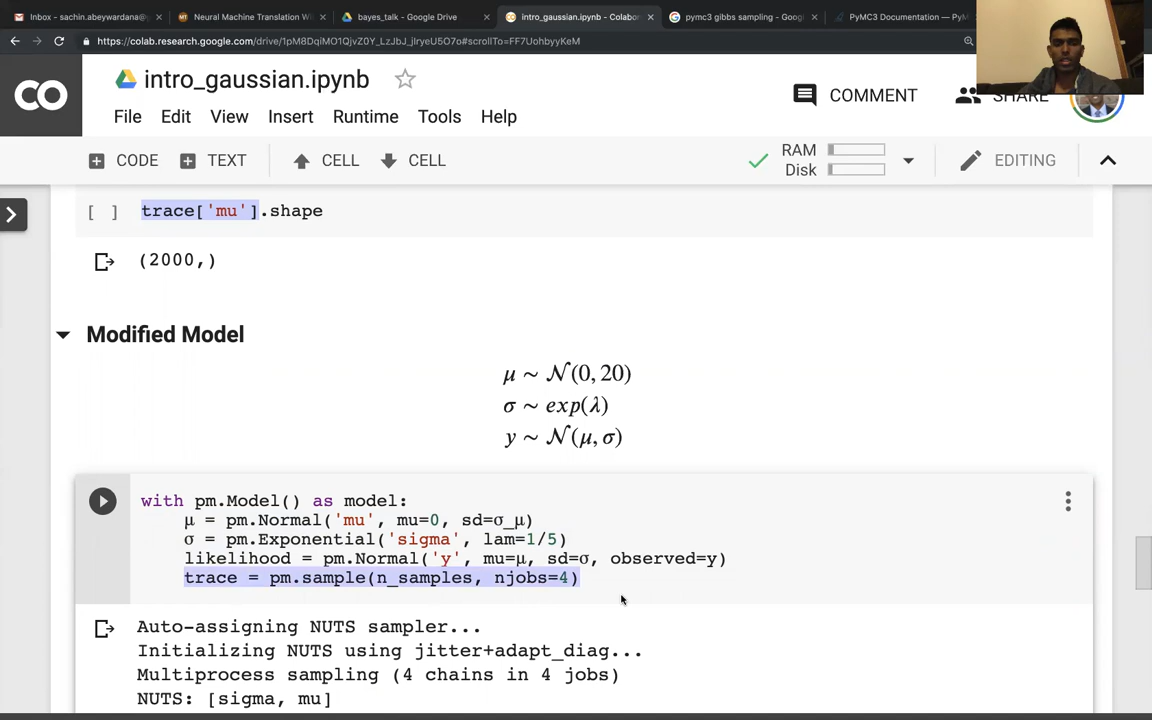 Inbox - sachin.abeywardana@
Neural Machine Translation W
bayes_talk - Google Drive
intro_gaussian.ipynb - Colabor
pymc3 gibbs sampling - Googl
PyMC3 Documentation — PyM
https://colab.research.google.com/drive/1pM8DqiMO1QjvZ0Y_LzJbJ_jIryeU5O7o#scrollTo=FF7UohbyyKeM
CO
intro_gaussian.ipynb
COMMENT
SHARE
File Edit View Insert Runtime Tools Help
CODE TEXT CELL CELL
RAM
Disk
EDITING
[ ] trace['mu'].shape
(2000,)
Modified Model
μ ∼ 𝒩(0, 20)
σ ∼ exp(λ)
y ∼ 𝒩(μ, σ)
with pm.Model() as model:
μ = pm.Normal('mu', mu=0, sd=σ_μ)
σ = pm.Exponential('sigma', lam=1/5)
likelihood = pm.Normal('y', mu=μ, sd=σ, observed=y)
trace = pm.sample(n_samples, njobs=4)
Auto-assigning NUTS sampler...
Initializing NUTS using jitter+adapt_diag...
Multiprocess sampling (4 chains in 4 jobs)
NUTS: [sigma, mu]